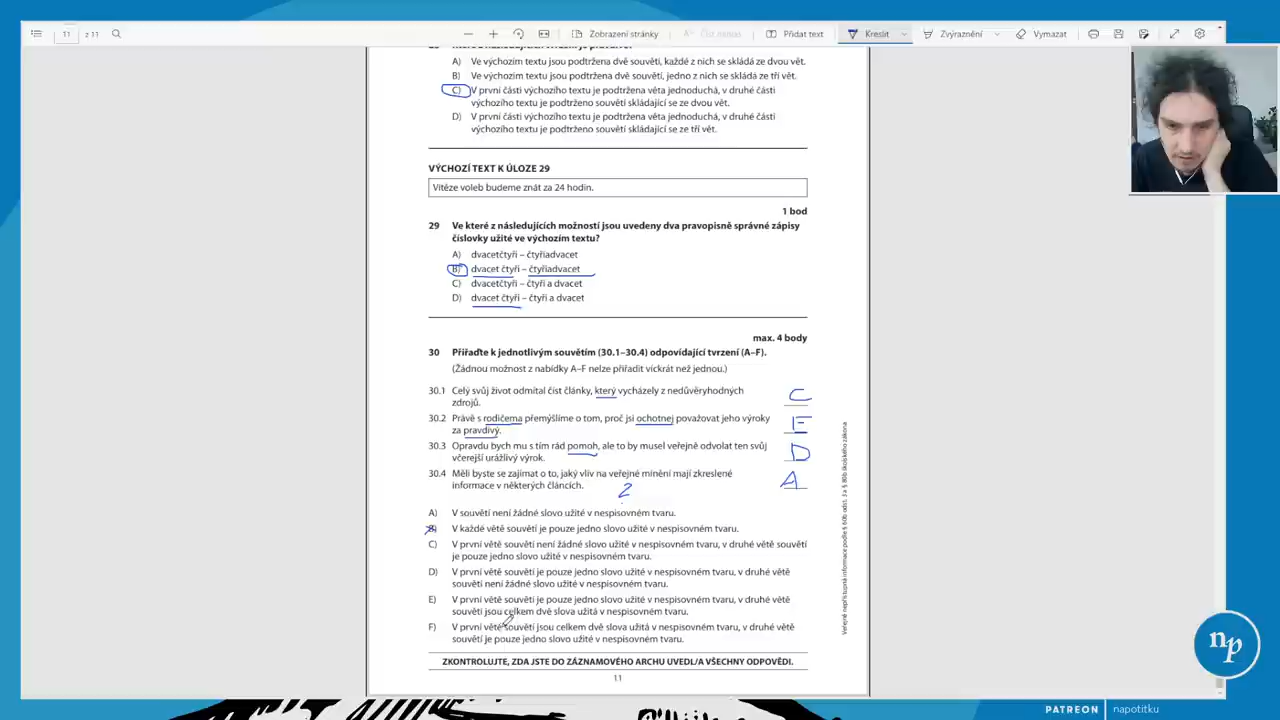 11
z 11
Zobrazení stránky
Číst nahlas
Přidat text
Kreslit
Zvýraznění
Vymazat
A) Ve výchozím textu jsou podtržena dvě souvětí, každé z nich se skládá ze dvou vět.
B) Ve výchozím textu jsou podtržena dvě souvětí, jedno z nich se skládá ze tří vět.
C) V první části výchozího textu je podtržena věta jednoduchá, v druhé části
výchozího textu je podtrženo souvětí skládající se ze dvou vět.
D) V první části výchozího textu je podtržena věta jednoduchá, v druhé části
výchozího textu je podtrženo souvětí skládající se ze tří vět.
VÝCHOZÍ TEXT K ÚLOZE 29
Vítěze voleb budeme znát za 24 hodin.
1 bod
29 Ve které z následujících možností jsou uvedeny dva pravopisně správné zápisy
číslovky užité ve výchozím textu?
A) dvacetčtyři – čtyřiadvacet
B) dvacet čtyři – čtyřiadvacet
C) dvacetčtyři – čtyři a dvacet
D) dvacet čtyři – čtyři a dvacet
max. 4 body
30 Přiřaďte k jednotlivým souvětím (30.1–30.4) odpovídající tvrzení (A–F).
(Žádnou možnost z nabídky A–F nelze přiřadit víckrát než jednou.)
30.1 Celý svůj život odmítal číst články, který vycházely z nedůvěryhodných
zdrojů. C
30.2 Právě s rodičema přemýšlíme o tom, proč jsi ochotnej považovat jeho výroky
za pravdivý. E
30.3 Opravdu bych mu s tím rád pomoh, ale to by musel veřejně odvolat ten svůj
včerejší urážlivý výrok. D
30.4 Měli byste se zajímat o to, jaký vliv na veřejné mínění mají zkreslené
informace v některých článcích. A
2
A) V souvětí není žádné slovo užité v nespisovném tvaru.
B) V každé větě souvětí je pouze jedno slovo užité v nespisovném tvaru.
C) V první větě souvětí není žádné slovo užité v nespisovném tvaru, v druhé větě souvětí
je pouze jedno slovo užité v nespisovném tvaru.
D) V první větě souvětí je pouze jedno slovo užité v nespisovném tvaru, v druhé větě
souvětí není žádné slovo užité v nespisovném tvaru.
E) V první větě souvětí je pouze jedno slovo užité v nespisovném tvaru, v druhé větě
souvětí jsou celkem dvě slova užitá v nespisovném tvaru.
F) V první větě souvětí jsou celkem dvě slova užitá v nespisovném tvaru, v druhé větě
souvětí je pouze jedno slovo užité v nespisovném tvaru.
ZKONTROLUJTE, ZDA JSTE DO ZÁZNAMOVÉHO ARCHU UVEDL/A VŠECHNY ODPOVĚDI.
11
Veřejně nepřístupná informace podle § 60b odst. 3 a § 80b školského zákona
np
PATREON | napotitku